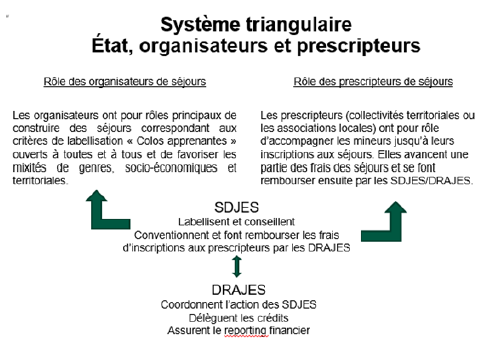 Système triangulaire
État, organisateurs et prescripteurs
Rôle des organisateurs de séjours
Les organisateurs ont pour rôles principaux de
construire des séjours correspondant aux
critères de labellisation « Colos apprenantes »
ouverts à toutes et à tous et de favoriser les
mixités de genres, socio-économiques et
territoriales.
Rôle des prescripteurs de séjours
Les prescripteurs (collectivités territoriales ou
les associations locales) ont pour rôle
d'accompagner les mineurs jusqu'à leurs
inscriptions aux séjours. Elles avancent une
partie des frais des séjours et se font
rembourser ensuite par les SDJES/DRAJES.
SDJES
Labellisent et conseillent
Conventionnent et font rembourser les frais
d'inscriptions aux prescripteurs par les DRAJES
DRAJES
Coordonnent l'action des SDJES
Délèguent les crédits
Assurent le reporting financier